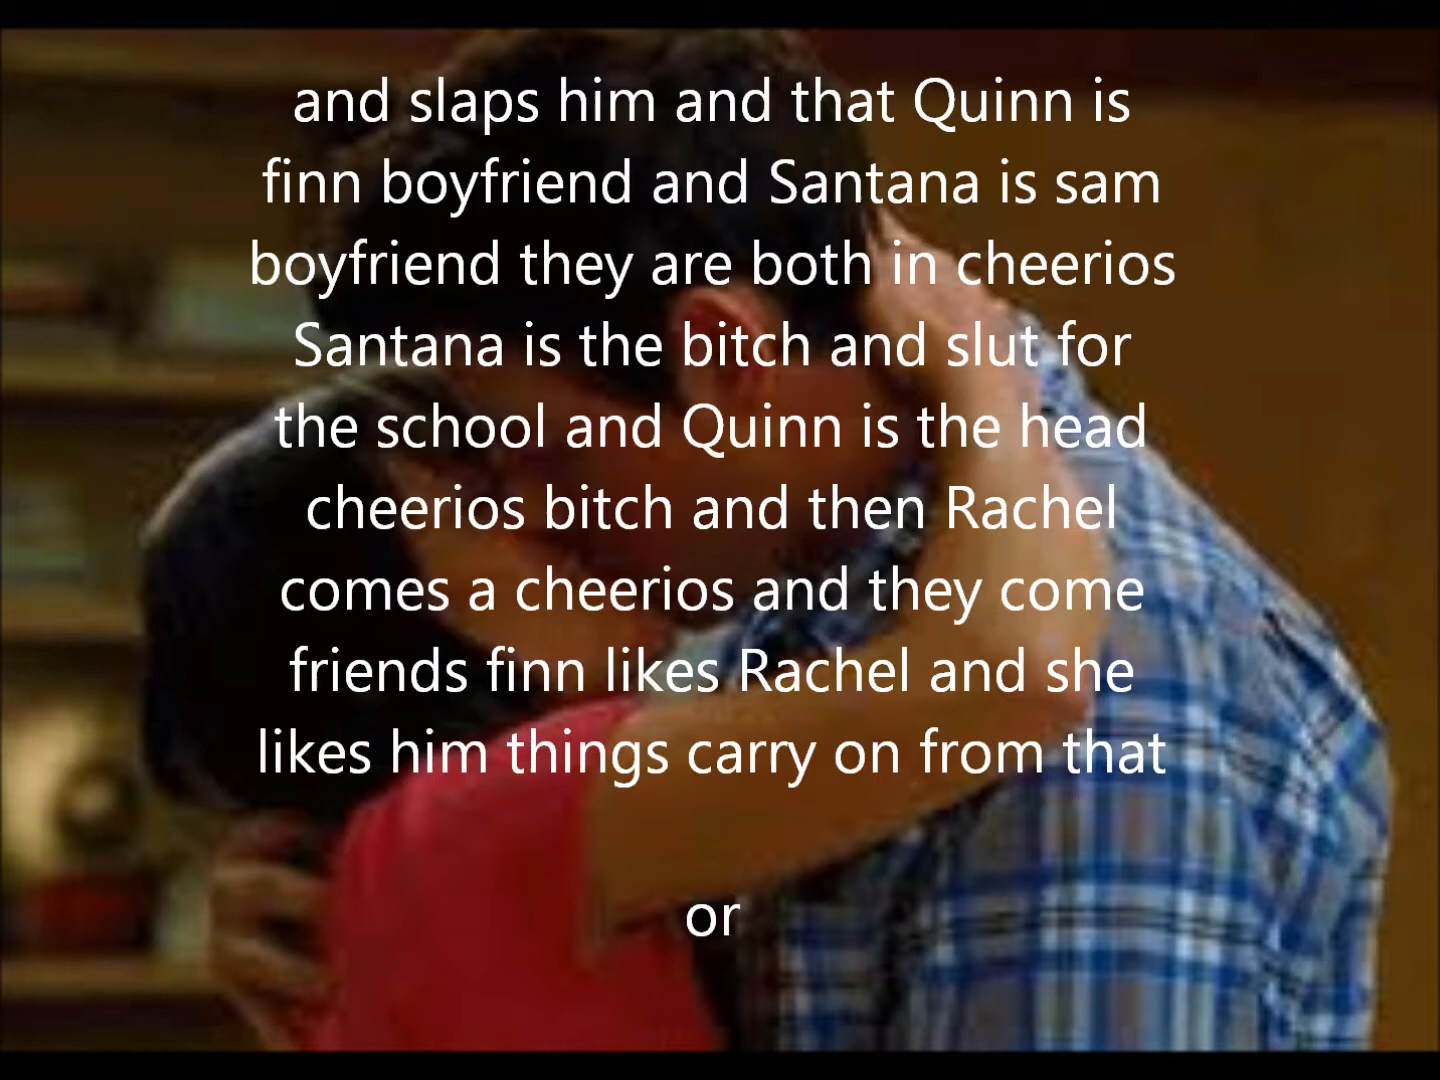 and slaps him and that Quinn is
finn boyfriend and Santana is sam
boyfriend they are both in cheerios
Santana is the bitch and slut for
the school and Quinn is the head
cheerios bitch and then Rachel
comes a cheerios and they come
friends finn likes Rachel and she
likes him things carry on from that
or